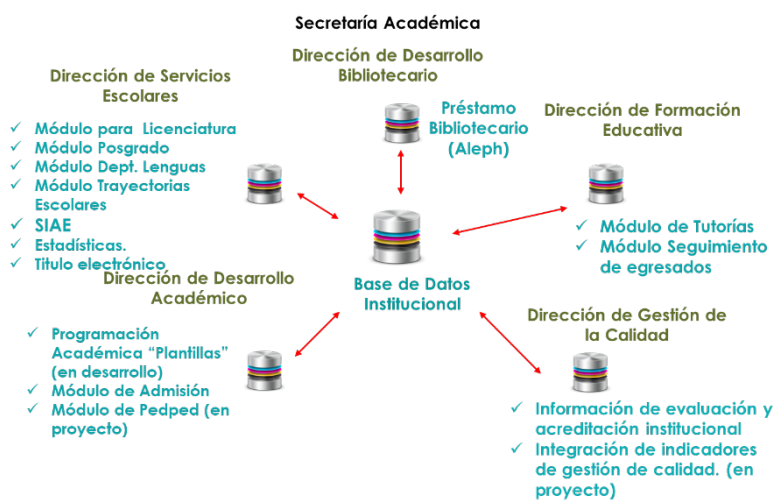 Secretaría Académica
Dirección de Desarrollo
Bibliotecario
Préstamo
Bibliotecario
(Aleph)
Dirección de Servicios
Escolares
✓ Módulo para Licenciatura
✓ Módulo Posgrado
✓ Módulo Dept. Lenguas
✓ Módulo Trayectorias
Escolares
✓ SIAE
✓ Estadísticas.
✓ Titulo electrónico
Dirección de Formación
Educativa
✓ Módulo de Tutorías
✓ Módulo Seguimiento
de egresados
Base de Datos
Institucional
Dirección de Desarrollo
Académico
✓ Programación
Académica “Plantillas”
(en desarrollo)
✓ Módulo de Admisión
✓ Módulo de Pedped (en
proyecto)
Dirección de Gestión de
la Calidad
✓ Información de evaluación y
acreditación institucional
✓ Integración de indicadores
de gestión de calidad. (en
proyecto)